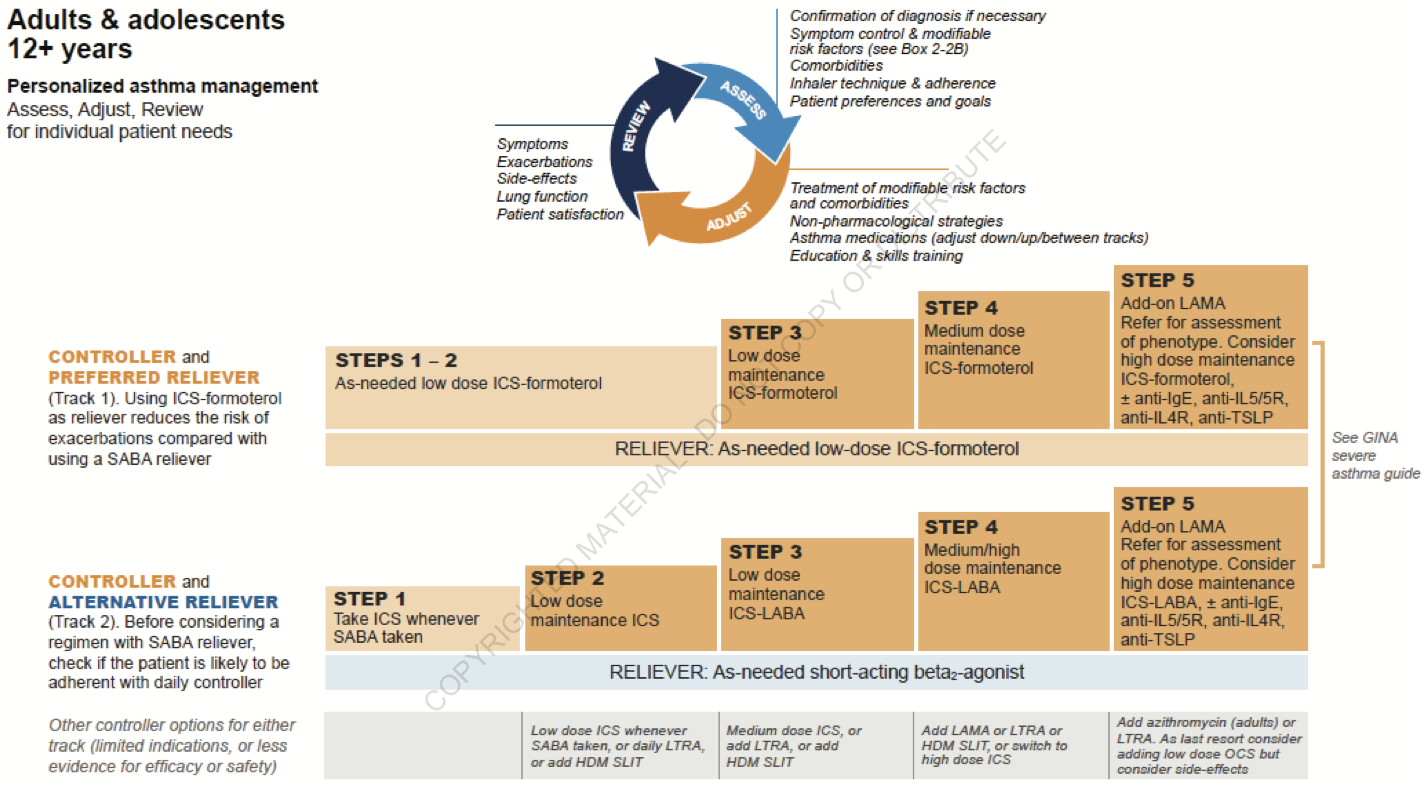 Adults & adolescents
12+ years
Personalized asthma management
Assess, Adjust, Review
for individual patient needs
Confirmation of diagnosis if necessary
Symptom control & modifiable
risk factors (see Box 2-2B)
Comorbidities
Inhaler technique & adherence
Patient preferences and goals
REVIEW
ASSESS
ADJUST
Symptoms
Exacerbations
Side-effects
Lung function
Patient satisfaction
Treatment of modifiable risk factors
and comorbidities
Non-pharmacological strategies
Asthma medications (adjust down/up/between tracks)
Education & skills training
CONTROLLER and
PREFERRED RELIEVER
(Track 1). Using ICS-formoterol
as reliever reduces the risk of
exacerbations compared with
using a SABA reliever
STEPS 1 – 2
As-needed low dose ICS-formoterol
STEP 3
Low dose
maintenance
ICS-formoterol
STEP 4
Medium dose
maintenance
ICS-formoterol
STEP 5
Add-on LAMA
Refer for assessment
of phenotype. Consider
high dose maintenance
ICS-formoterol,
± anti-IgE, anti-IL5/5R,
anti-IL4R, anti-TSLP
RELIEVER: As-needed low-dose ICS-formoterol
See GINA
severe
asthma guide
CONTROLLER and
ALTERNATIVE RELIEVER
(Track 2). Before considering a
regimen with SABA reliever,
check if the patient is likely to be
adherent with daily controller
STEP 1
Take ICS whenever
SABA taken
STEP 2
Low dose
maintenance ICS
STEP 3
Low dose
maintenance
ICS-LABA
STEP 4
Medium/high
dose maintenance
ICS-LABA
STEP 5
Add-on LAMA
Refer for assessment
of phenotype. Consider
high dose maintenance
ICS-LABA, ± anti-IgE,
anti-IL5/5R, anti-IL4R,
anti-TSLP
RELIEVER: As-needed short-acting beta₂-agonist
Other controller options for either
track (limited indications, or less
evidence for efficacy or safety)
Low dose ICS whenever
SABA taken, or daily LTRA,
or add HDM SLIT
Medium dose ICS, or
add LTRA, or add
HDM SLIT
Add LAMA or LTRA or
HDM SLIT, or switch to
high dose ICS
Add azithromycin (adults) or
LTRA. As last resort consider
adding low dose OCS but
consider side-effects
COPYRIGHTED MATERIAL - DO NOT COPY OR DISTRIBUTE